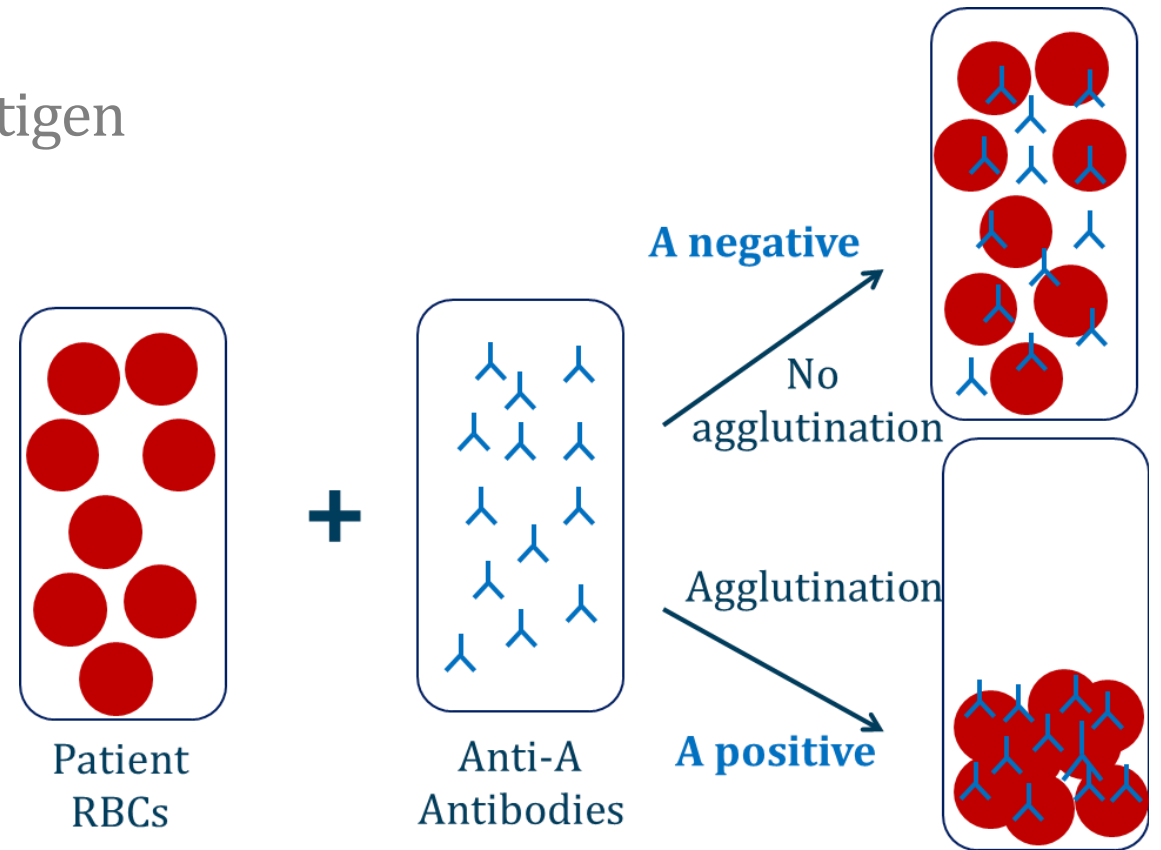 tigen
A negative
No
agglutination
+
Agglutination
A positive
Patient
RBCs
Anti-A
Antibodies